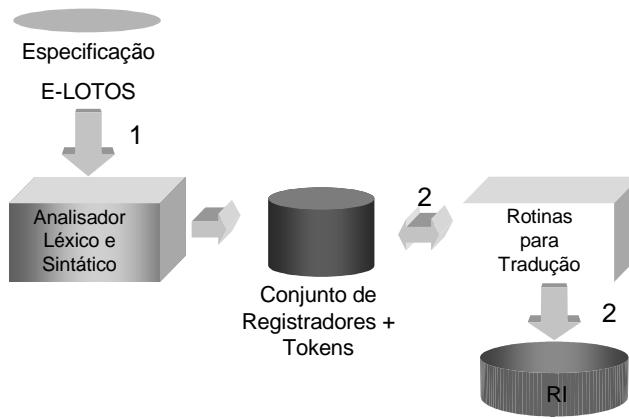 Especificação
E-LOTOS
1
Analisador
Léxico e
Sintático
Conjunto de
Registradores +
Tokens
2
Rotinas
para
Tradução
2
RI